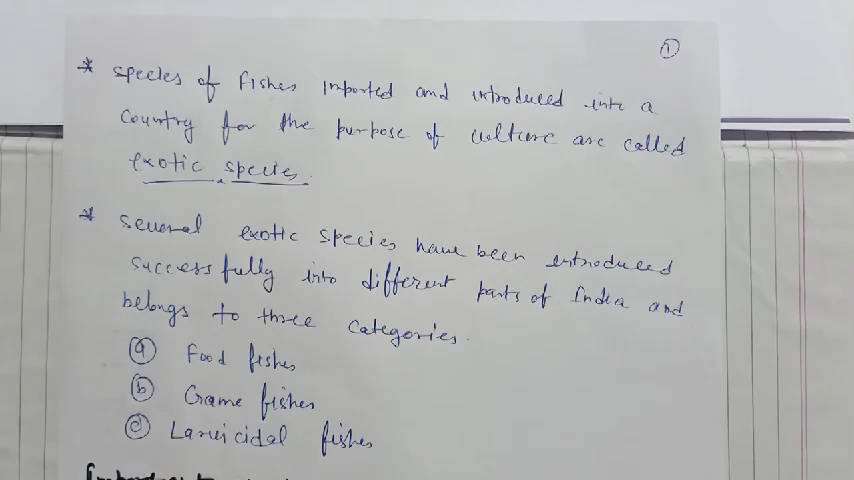 ①
* Species of fishes imported and introduced into a
country for the purpose of culture are called
exotic species.
* Several exotic species have been introduced
successfully into different parts of India and
belongs to three categories.
ⓐ Food fishes
ⓑ Game fishes
ⓒ Larvicidal fishes